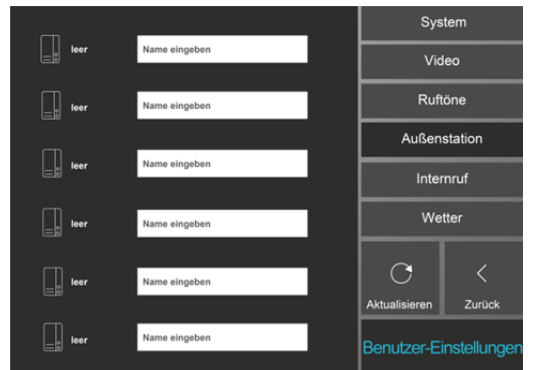 leer Name eingeben
leer Name eingeben
leer Name eingeben
leer Name eingeben
leer Name eingeben
leer Name eingeben
System
Video
Ruftöne
Außenstation
Internruf
Wetter
Aktualisieren Zurück
Benutzer-Einstellungen